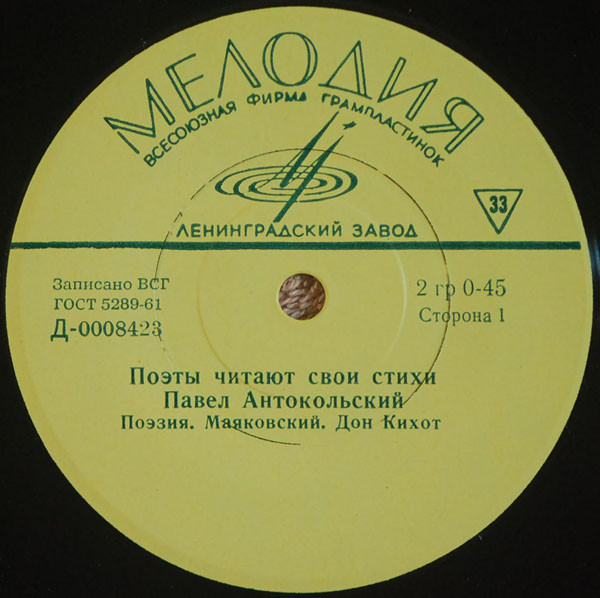 МЕЛОДИЯ
ВСЕСОЮЗНАЯ ФИРМА ГРАМПЛАСТИНОК
33
ЛЕНИНГРАДСКИЙ ЗАВОД
Записано ВСГ
ГОСТ 5289-61
Д-0008423
2 гр 0-45
Сторона 1
Поэты читают свои стихи
Павел Антокольский
Поэзия. Маяковский. Дон Кихот